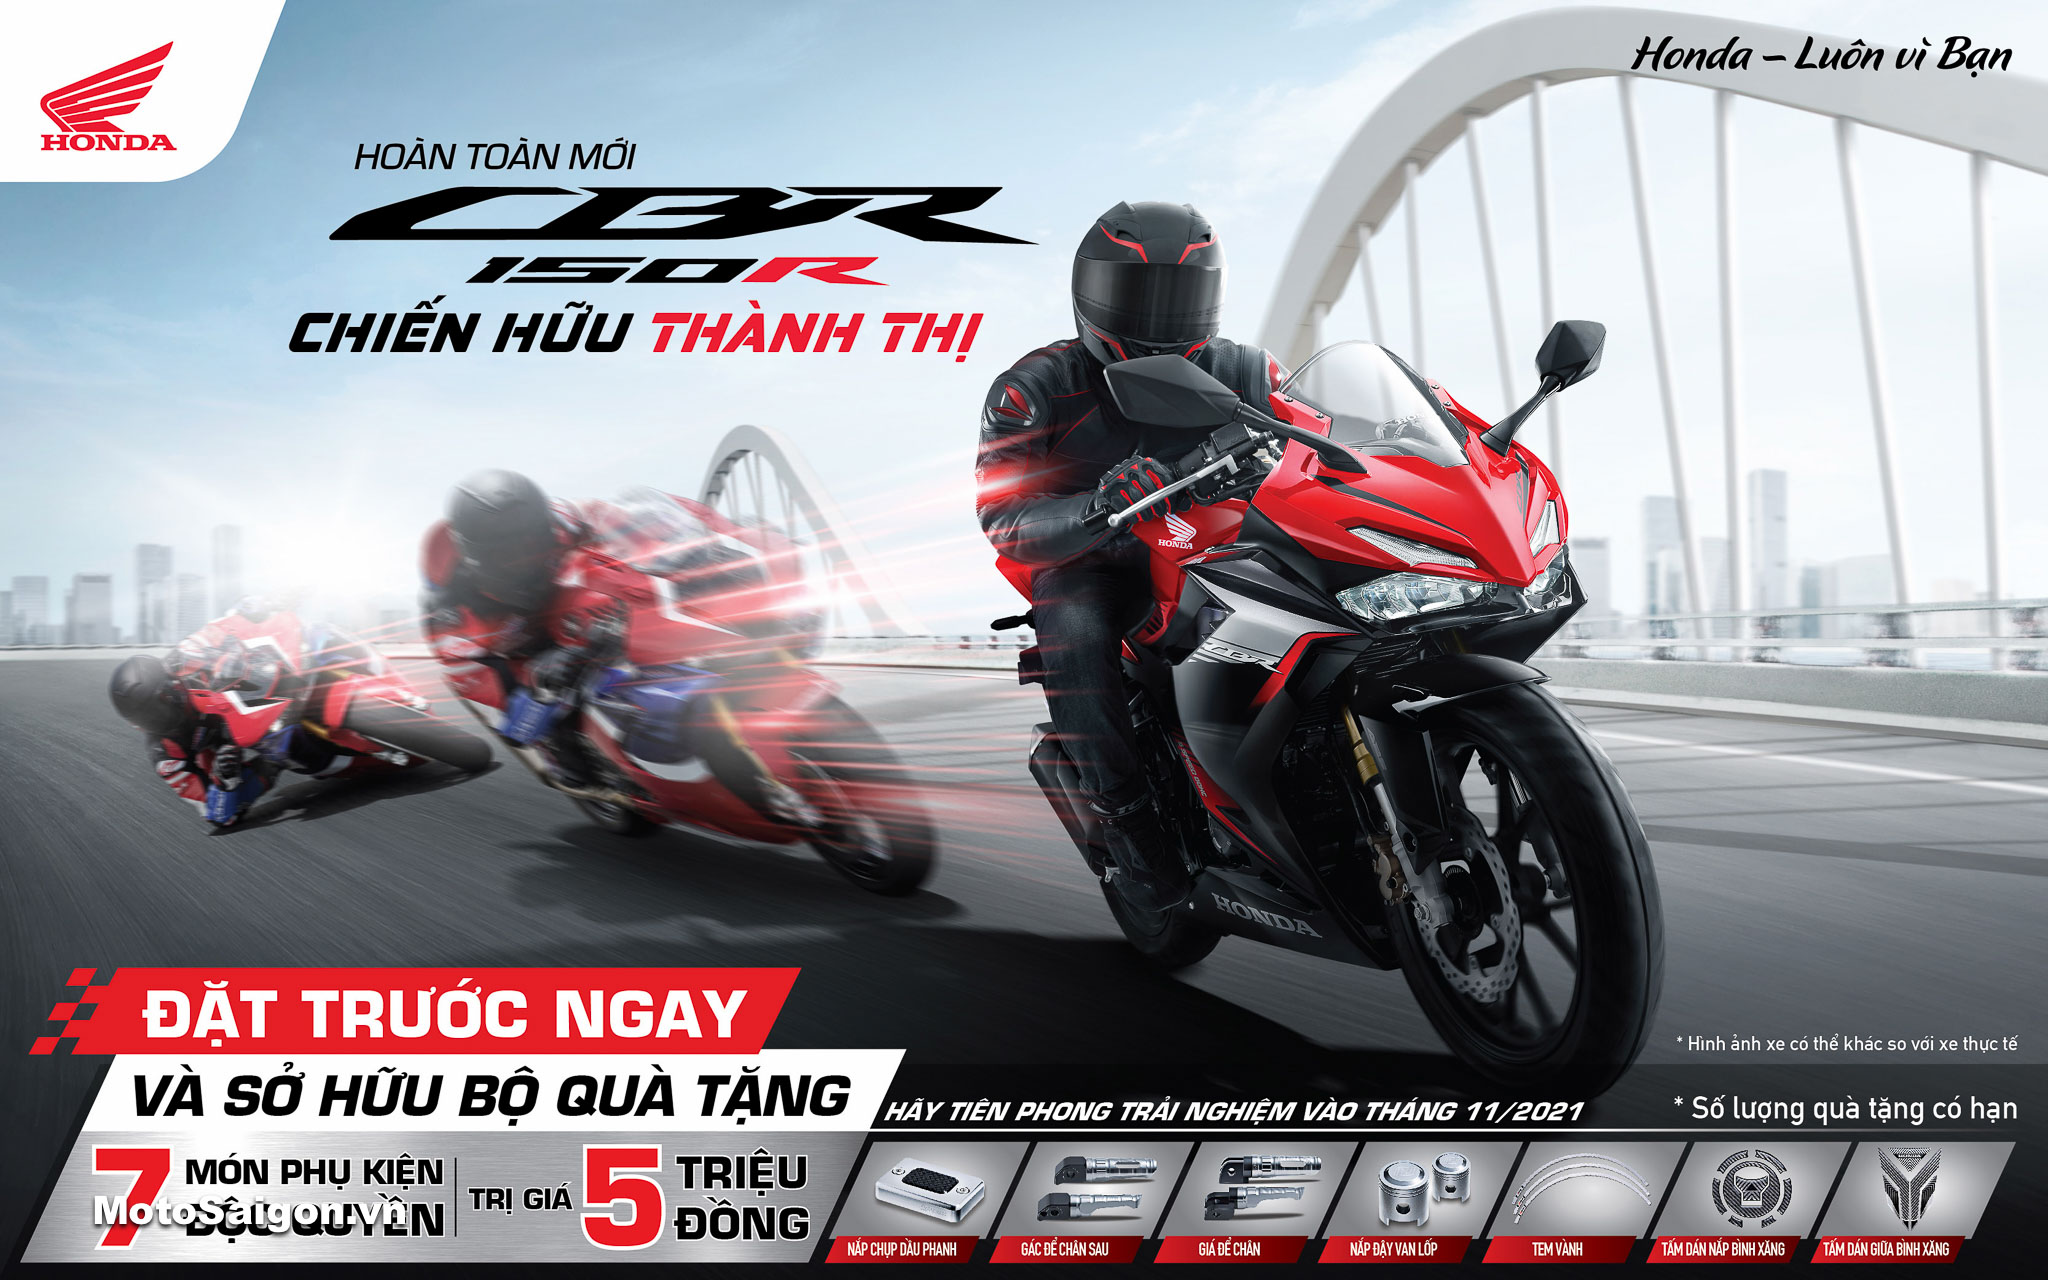 HONDA
Honda – Luôn vì Bạn
HOÀN TOÀN MỚI
CBR
150R
CHIẾN HỮU THÀNH THỊ
HONDA
CBR
HONDA
ĐẶT TRƯỚC NGAY
VÀ SỞ HỮU BỘ QUÀ TẶNG
7 MÓN PHỤ KIỆN
ĐỘC QUYỀN
TRỊ GIÁ 5 TRIỆU
ĐỒNG
MotoSaigon.vn
* Hình ảnh xe có thể khác so với xe thực tế
HÃY TIÊN PHONG TRẢI NGHIỆM VÀO THÁNG 11/2021
* Số lượng quà tặng có hạn
NẮP CHỤP DẦU PHANH
GÁC ĐỂ CHÂN SAU
GIÁ ĐỂ CHÂN
NẮP ĐẬY VAN LỐP
TEM VÀNH
TẤM DÁN NẮP BÌNH XĂNG
TẤM DÁN GIỮA BÌNH XĂNG